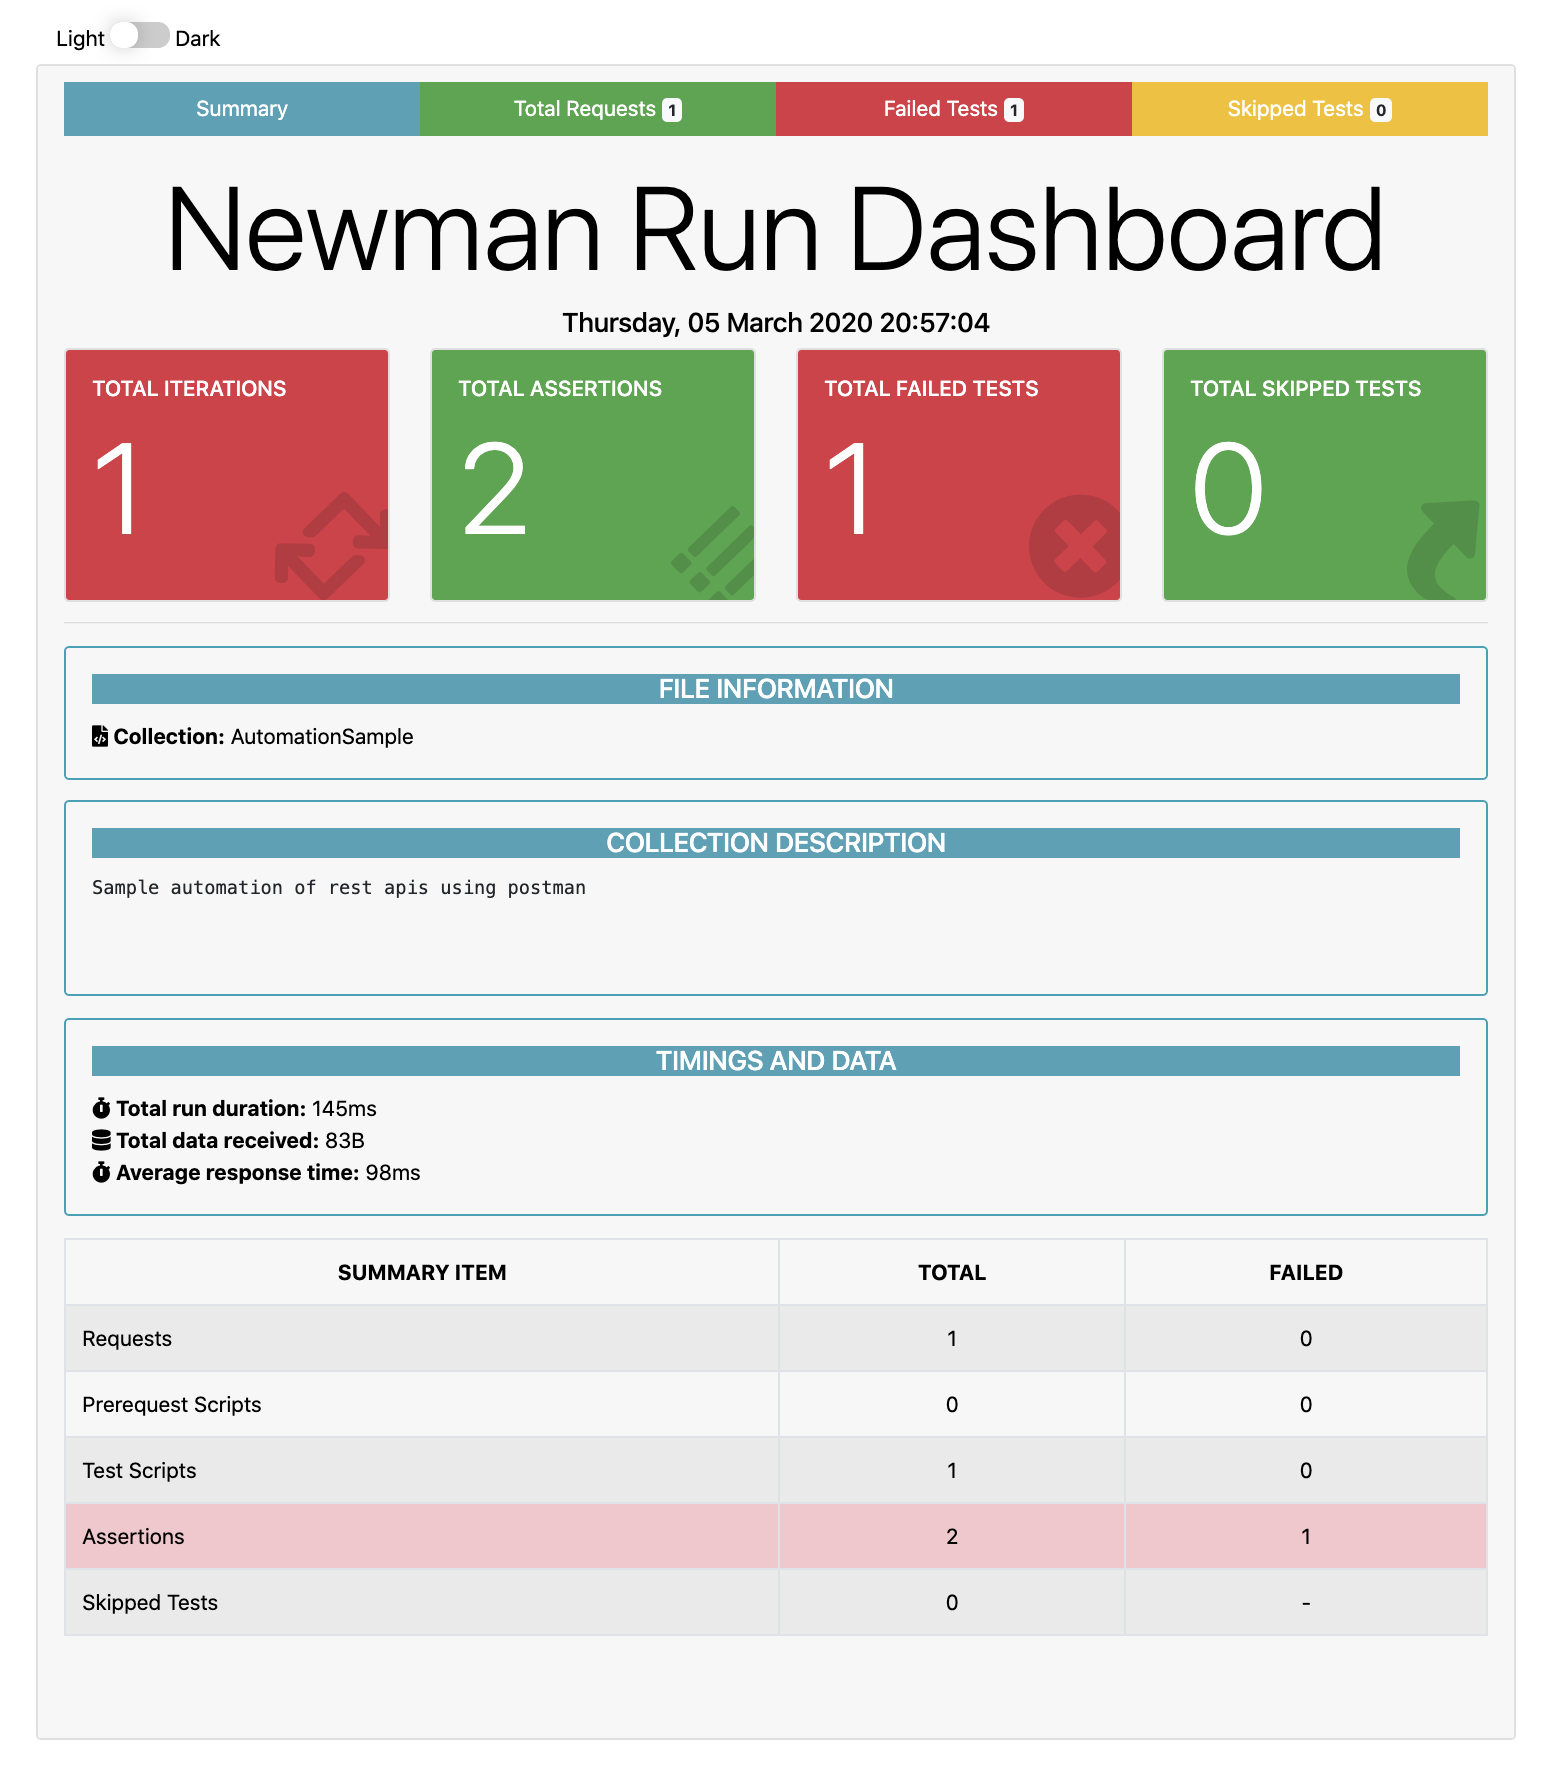 Light Dark
Summary Total Requests 1 Failed Tests 1 Skipped Tests 0
Newman Run Dashboard
Thursday, 05 March 2020 20:57:04
TOTAL ITERATIONS TOTAL ASSERTIONS TOTAL FAILED TESTS TOTAL SKIPPED TESTS
1 2 1 0
FILE INFORMATION
Collection: AutomationSample
COLLECTION DESCRIPTION
Sample automation of rest apis using postman
TIMINGS AND DATA
Total run duration: 145ms
Total data received: 83B
Average response time: 98ms
SUMMARY ITEM TOTAL FAILED
Requests 1 0
Prerequest Scripts 0 0
Test Scripts 1 0
Assertions 2 1
Skipped Tests 0 -